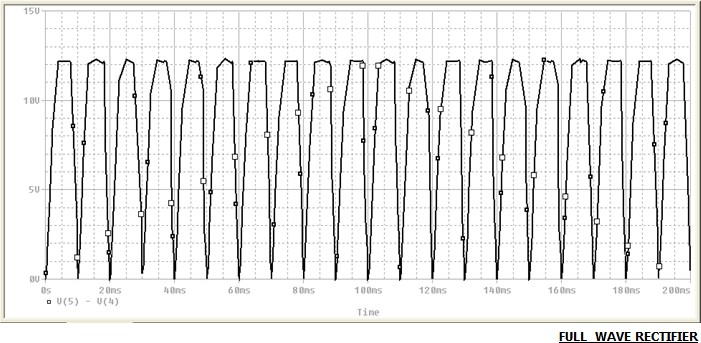 15V
10V
5V
0V
0s 20ms 40ms 60ms 80ms 100ms 120ms 140ms 160ms 180ms 200ms
V(5) - V(4)
Time
FULL WAVE RECTIFIER